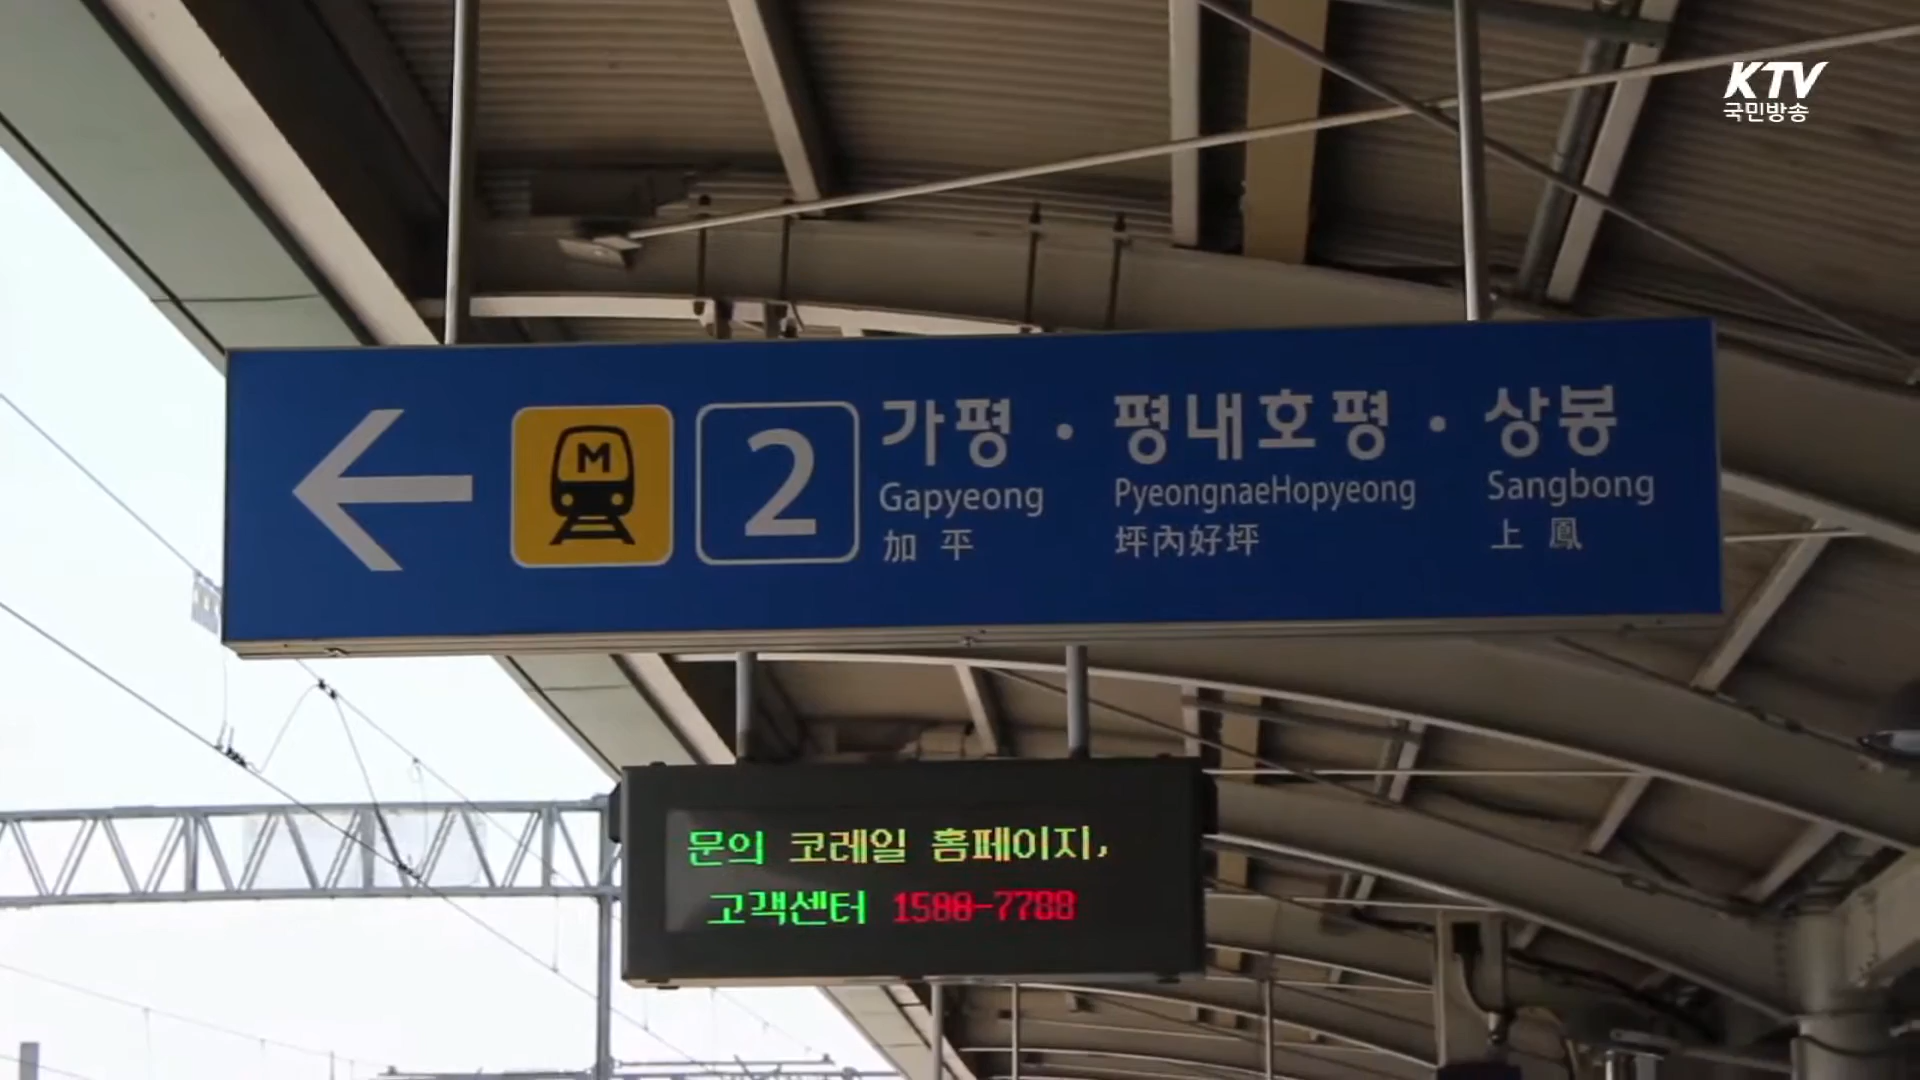 KTV
국민방송
M
2
가평 · 평내호평 · 상봉
Gapyeong PyeongnaeHopyeong Sangbong
加平 坪內好坪 上鳳
문의 코레일 홈페이지,
고객센터 1588-7788